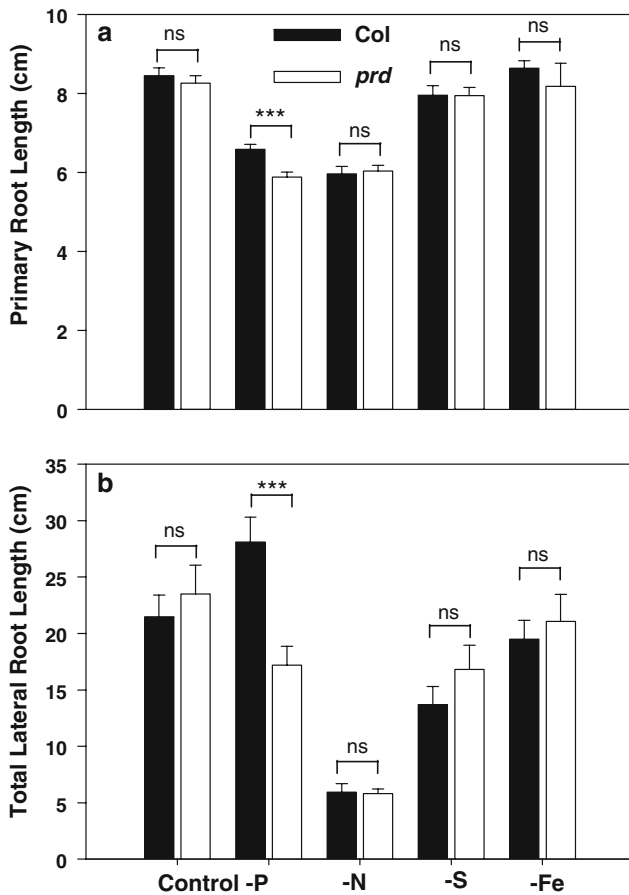 a
Col
prd
ns
***
ns
ns
ns
10
8
6
4
2
0
Primary Root Length (cm)
b
ns
***
ns
ns
ns
35
30
25
20
15
10
5
0
Total Lateral Root Length (cm)
Control -P -N -S -Fe